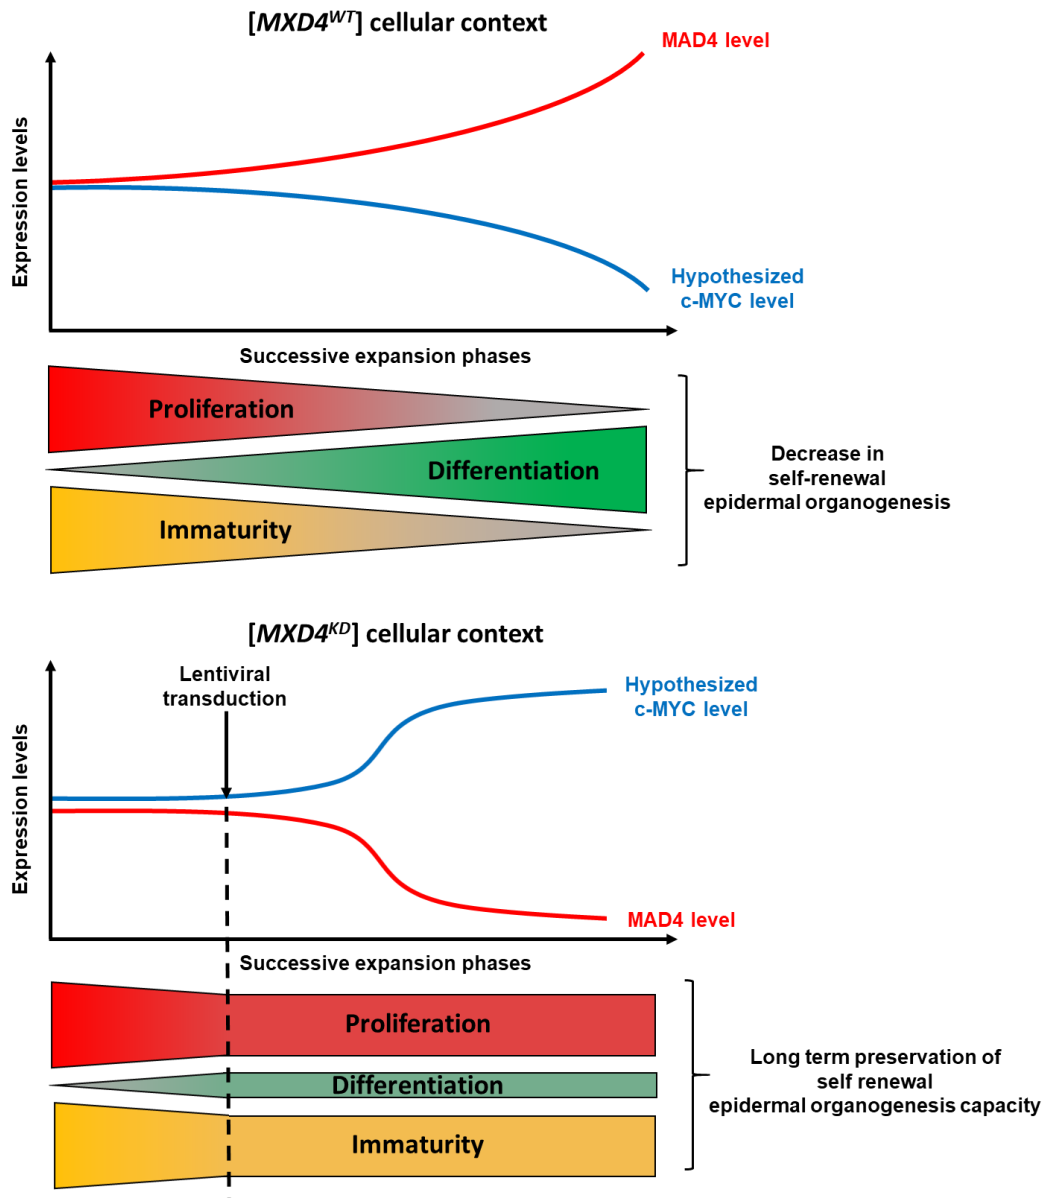 [MXD4WT] cellular context
MAD4 level
Expression levels
Hypothesized
c-MYC level
Successive expansion phases
Proliferation
Differentiation
Immaturity
Decrease in
self-renewal
epidermal organogenesis
[MXD4KD] cellular context
Lentiviral
transduction
Hypothesized
c-MYC level
Expression levels
MAD4 level
Successive expansion phases
Proliferation
Differentiation
Immaturity
Long term preservation of
self renewal
epidermal organogenesis capacity